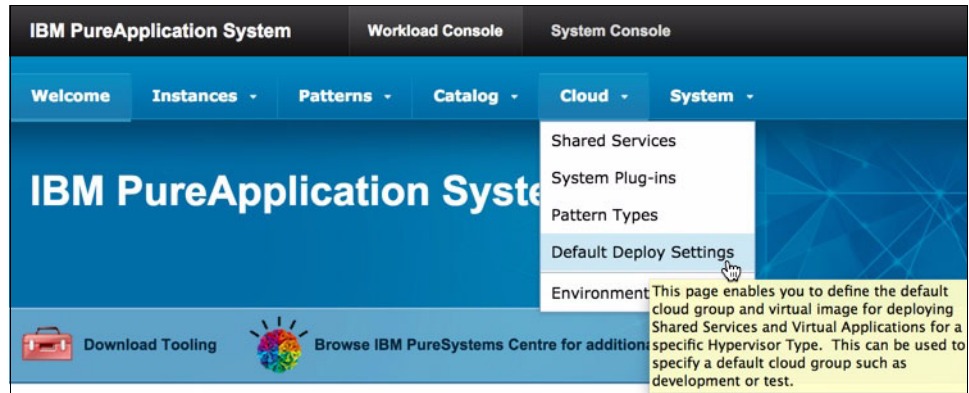 IBM PureApplication System Workload Console System Console
Welcome Instances Patterns Catalog Cloud System
Shared Services
System Plug-ins
IBM PureApplication Syste
Pattern Types
Default Deploy Settings
Environment
This page enables you to define the default
cloud group and virtual image for deploying
Shared Services and Virtual Applications for a
specific Hypervisor Type. This can be used to
specify a default cloud group such as
development or test.
Download Tooling Browse IBM PureSystems Centre for addition